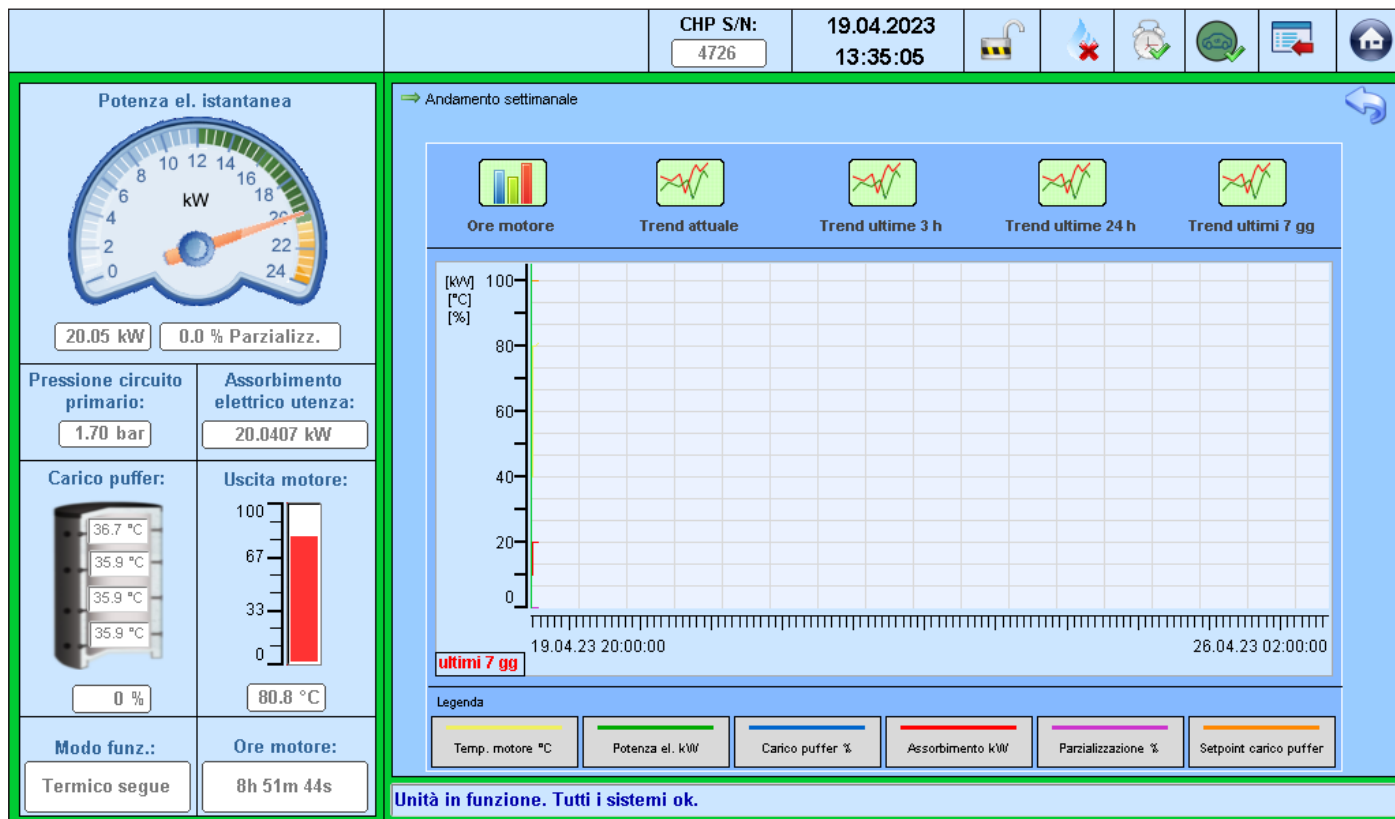 CHP S/N:
4726
19.04.2023
13:35:05
Potenza el. istantanea
0
2
4
6
8
10
12
14
16
18
20
22
24
kW
20.05 kW
0.0 % Parzializz.
Pressione circuito
primario:
1.70 bar
Assorbimento
elettrico utenza:
20.0407 kW
Carico puffer:
36.7 °C
35.9 °C
35.9 °C
35.9 °C
0 %
Uscita motore:
100
67
33
0
80.8 °C
Modo funz.:
Termico segue
Ore motore:
8h 51m 44s
Andamento settimanale
Ore motore
Trend attuale
Trend ultime 3 h
Trend ultime 24 h
Trend ultimi 7 gg
[kW]
[°C]
[%]
100
80
60
40
20
0
19.04.23 20:00:00
26.04.23 02:00:00
ultimi 7 gg
Legenda
Temp. motore °C
Potenza el. kW
Carico puffer %
Assorbimento kW
Parzializzazione %
Setpoint carico puffer
Unità in funzione. Tutti i sistemi ok.